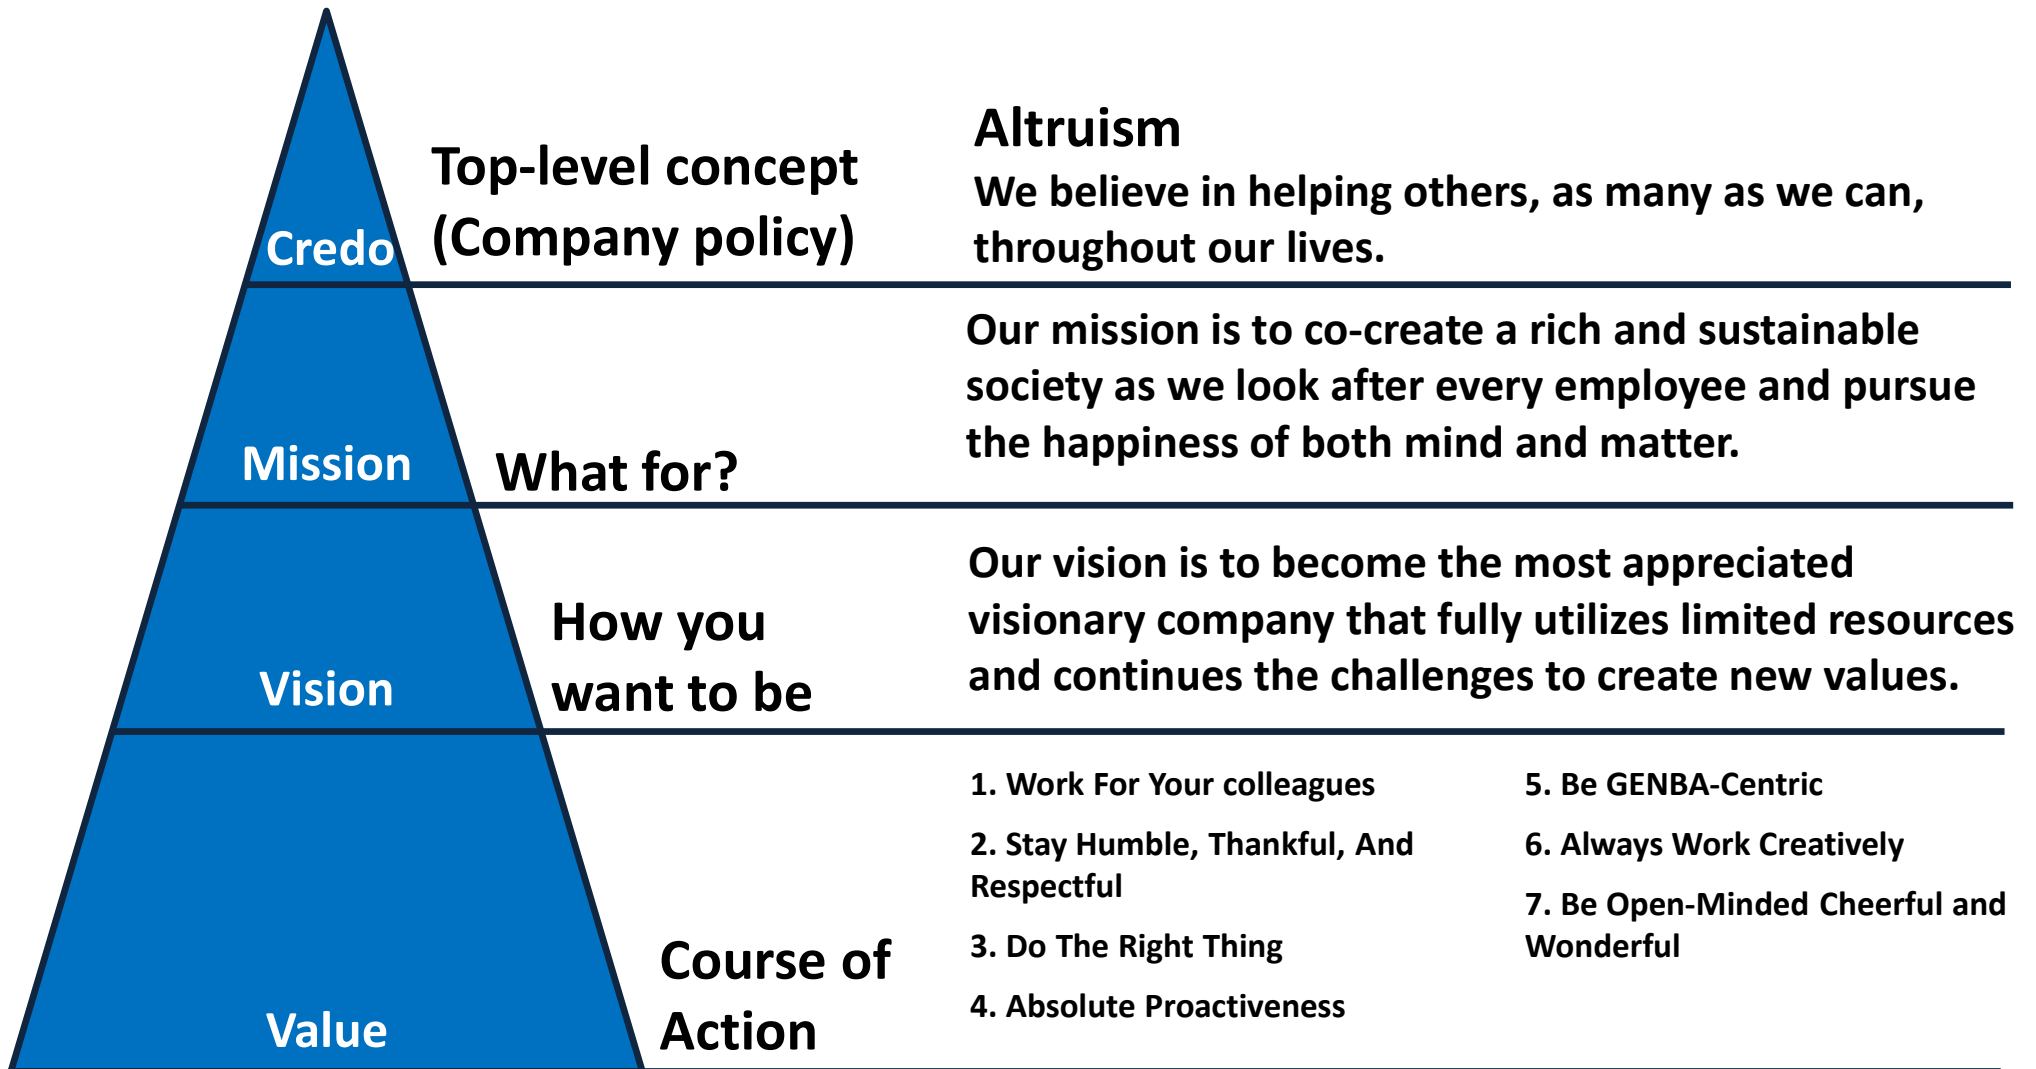 Credo
Top-level concept
(Company policy)
Altruism
We believe in helping others, as many as we can,
throughout our lives.
Mission
What for?
Our mission is to co-create a rich and sustainable
society as we look after every employee and pursue
the happiness of both mind and matter.
Vision
How you
want to be
Our vision is to become the most appreciated
visionary company that fully utilizes limited resources
and continues the challenges to create new values.
Value
Course of
Action
1. Work For Your colleagues
2. Stay Humble, Thankful, And
Respectful
3. Do The Right Thing
4. Absolute Proactiveness
5. Be GENBA-Centric
6. Always Work Creatively
7. Be Open-Minded Cheerful and
Wonderful